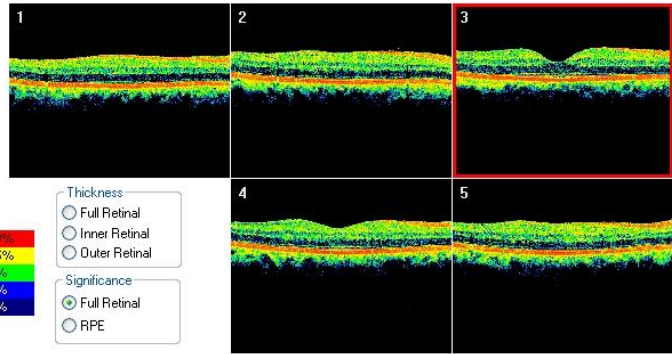 1
2
3
Thickness
Full Retinal
Inner Retinal
Outer Retinal
Significance
Full Retinal
RPE
4
5